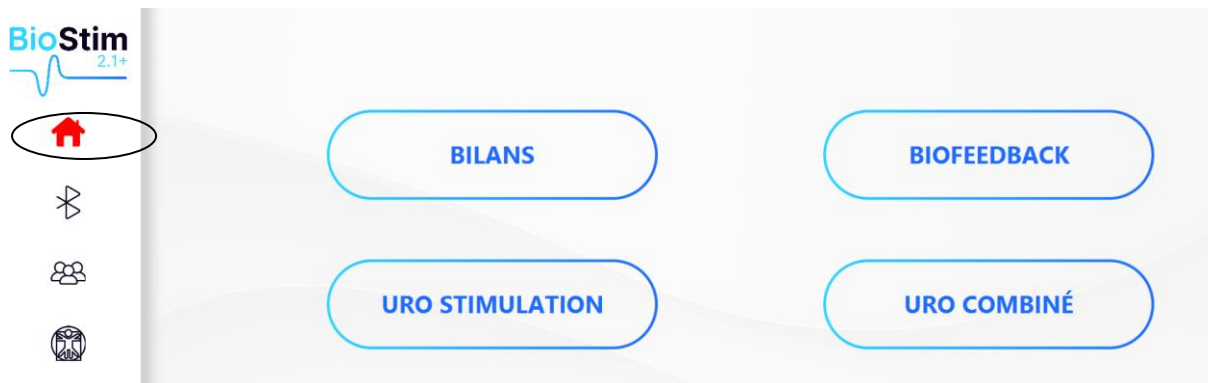 BioStim
2.1+
BILANS
BIOFEEDBACK
URO STIMULATION
URO COMBINÉ